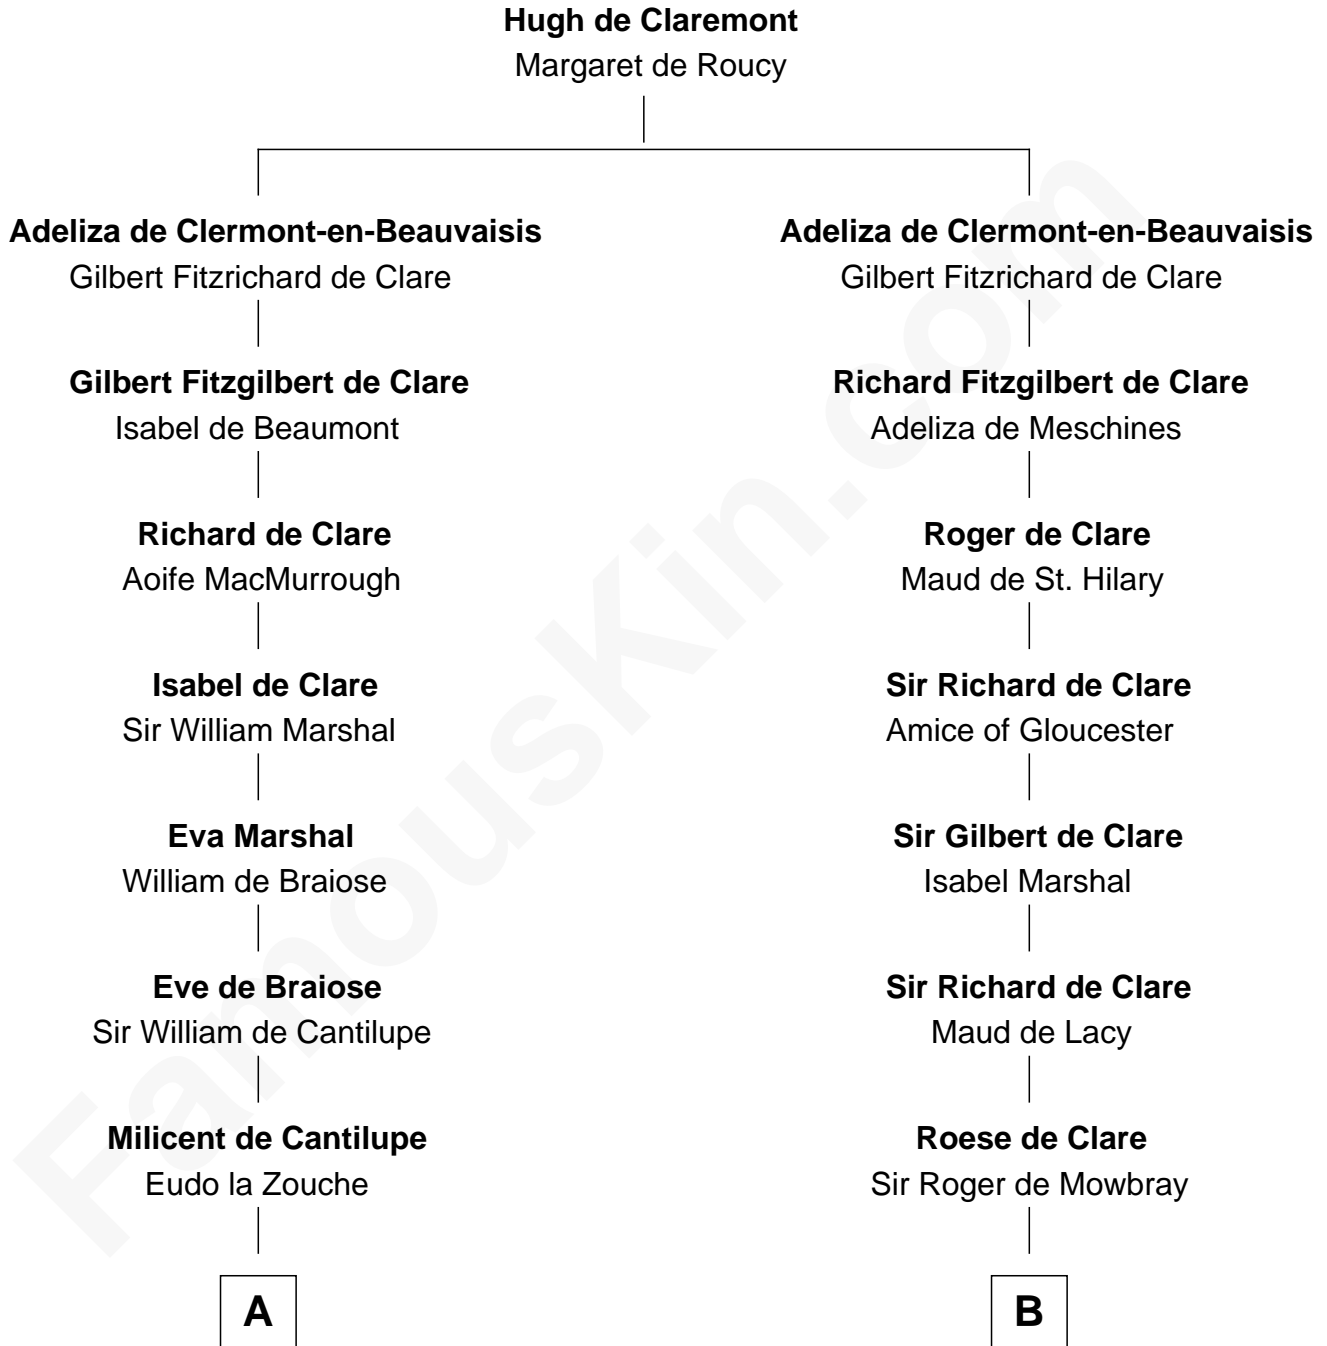 Hugh de Claremont
Margaret de Roucy
Adeliza de Clermont-en-Beauvaisis
Gilbert Fitzrichard de Clare
Gilbert Fitzgilbert de Clare
Isabel de Beaumont
Richard de Clare
Aoife MacMurrough
Isabel de Clare
Sir William Marshal
Eva Marshal
William de Braiose
Eve de Braiose
Sir William de Cantilupe
Milicent de Cantilupe
Eudo la Zouche
A
Adeliza de Clermont-en-Beauvaisis
Gilbert Fitzrichard de Clare
Richard Fitzgilbert de Clare
Adeliza de Meschines
Roger de Clare
Maud de St. Hilary
Sir Richard de Clare
Amice of Gloucester
Sir Gilbert de Clare
Isabel Marshal
Sir Richard de Clare
Maud de Lacy
Roese de Clare
Sir Roger de Mowbray
B
FamousKin.com